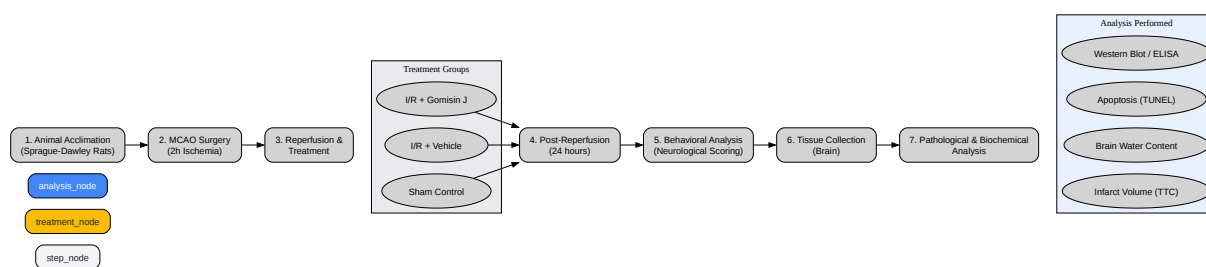 1. Animal Acclimation
(Sprague-Dawley Rats)
2. MCAO Surgery
(2h Ischemia)
3. Reperfusion &
Treatment
Treatment Groups
I/R + Gomisin J
I/R + Vehicle
Sham Control
4. Post-Reperfusion
(24 hours)
5. Behavioral Analysis
(Neurological Scoring)
6. Tissue Collection
(Brain)
7. Pathological & Biochemical
Analysis
Analysis Performed
Western Blot / ELISA
Apoptosis (TUNEL)
Brain Water Content
Infarct Volume (TTC)
analysis_node
treatment_node
step_node